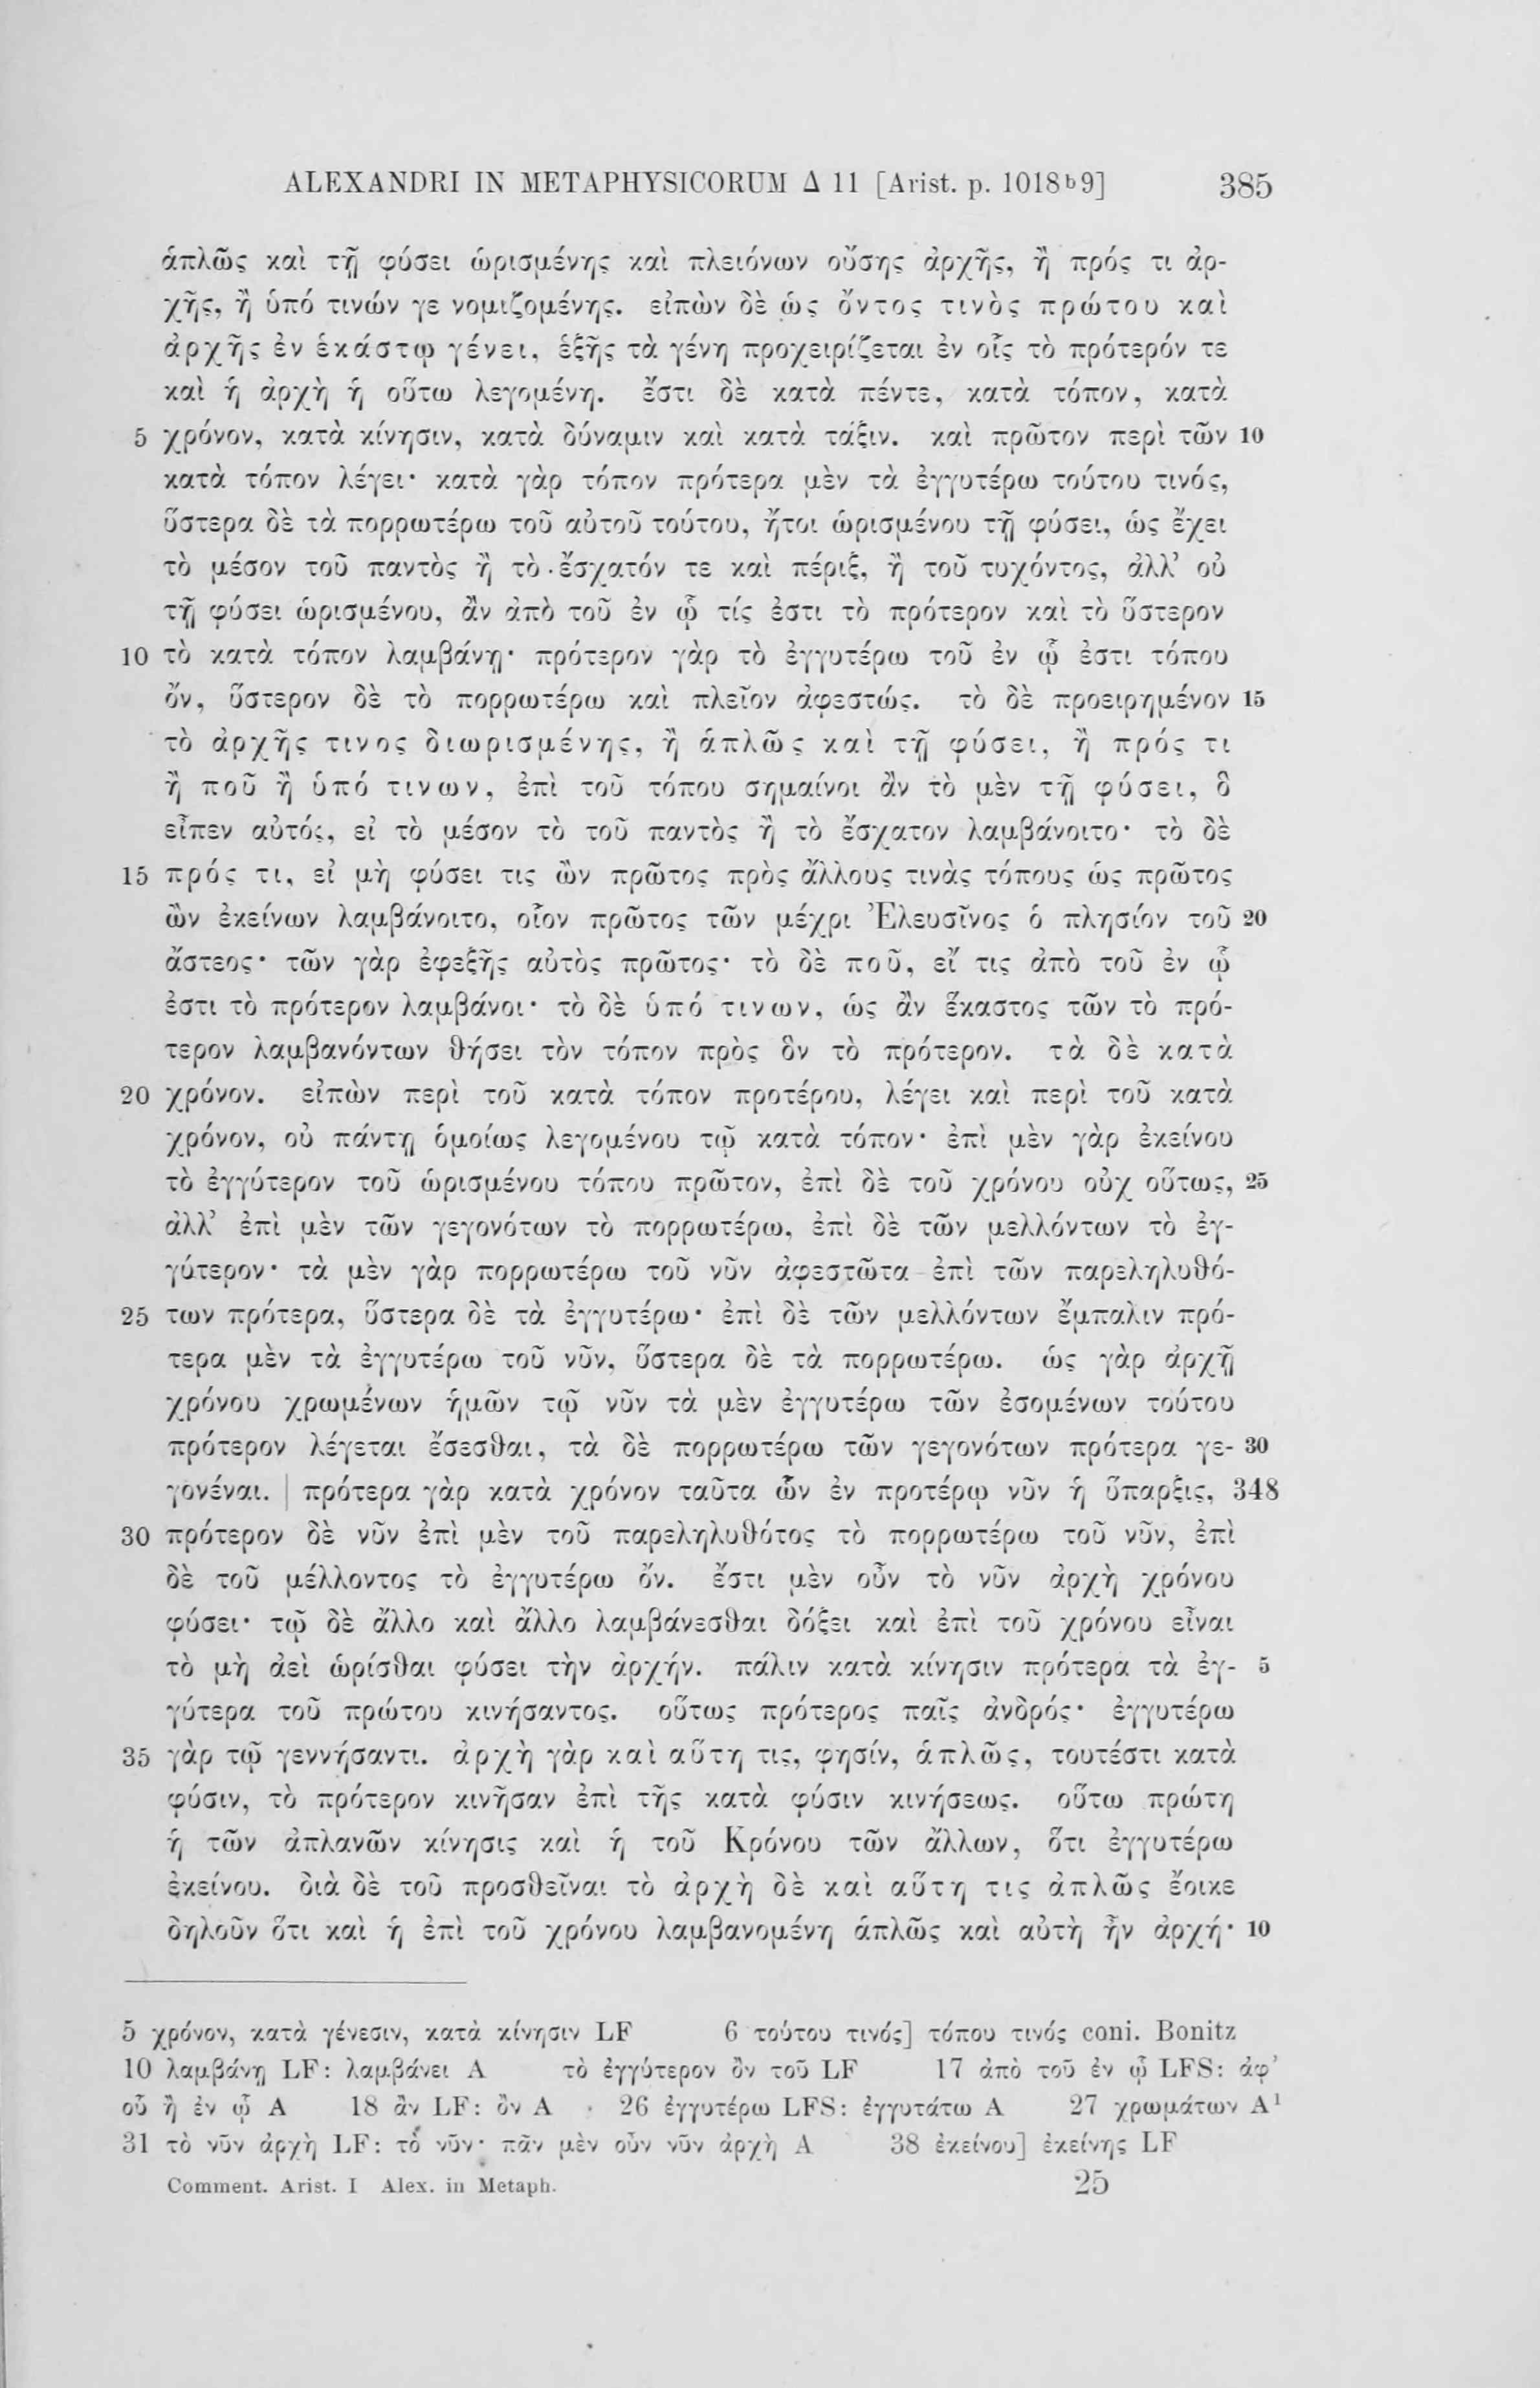 ALEXANDRI IN METAPHYSICORUM Δ 11 [Arist. p. 1018ᵇ9] 385
ἁπλῶς καὶ τῇ φύσει ὡρισμένης καὶ πλειόνων οὔσης ἀρχῆς, ἢ πρός τι ἀρ-
χῆς, ἢ ὑπό τινών γε νομιζομένης. εἰπὼν δὲ ὡς ὄντος τινὸς πρώτου καὶ
ἀρχῆς ἐν ἑκάστῳ γένει, ἑξῆς τὰ γένη προχειρίζεται ἐν οἷς τὸ πρότερόν τε
καὶ ἡ ἀρχὴ ἡ οὕτω λεγομένη. ἔστι δὲ κατὰ πέντε, κατὰ τόπον, κατὰ
5 χρόνον, κατὰ κίνησιν, κατὰ δύναμιν καὶ κατὰ τάξιν. καὶ πρῶτον περὶ τῶν 10
κατὰ τόπον λέγει· κατὰ γὰρ τόπον πρότερα μὲν τὰ ἐγγυτέρω τούτου τινός,
ὕστερα δὲ τὰ πορρωτέρω τοῦ αὐτοῦ τούτου, ἤτοι ὡρισμένου τῇ φύσει, ὡς ἔχει
τὸ μέσον τοῦ παντὸς ἢ τὸ ἔσχατόν τε καὶ πέριξ, ἢ τοῦ τυχόντος, ἀλλ’ οὐ
τῇ φύσει ὡρισμένου, ἂν ἀπὸ τοῦ ἐν ᾧ τίς ἐστι τὸ πρότερον καὶ τὸ ὕστερον
10 τὸ κατὰ τόπον λαμβάνῃ· πρότερον γὰρ τὸ ἐγγυτέρω τοῦ ἐν ᾧ ἐστι τόπου
ὄν, ὕστερον δὲ τὸ πορρωτέρω καὶ πλεῖον ἀφεστώς. τὸ δὲ προειρημένον 15
τὸ ἀρχῆς τινος διωρισμένης, ἢ ἁπλῶς καὶ τῇ φύσει, ἢ πρός τι
ἢ ποῦ ἢ ὑπό τινων, ἐπὶ τοῦ τόπου σημαίνοι ἂν τὸ μὲν τῇ φύσει, ὃ
εἶπεν αὐτός, εἰ τὸ μέσον τὸ τοῦ παντὸς ἢ τὸ ἔσχατον λαμβάνοιτο· τὸ δὲ
15 πρός τι, εἰ μὴ φύσει τις ὢν πρῶτος πρὸς ἄλλους τινὰς τόπους ὡς πρῶτος
ὢν ἐκείνων λαμβάνοιτο, οἷον πρῶτος τῶν μέχρι Ἐλευσῖνος ὁ πλησίον τοῦ 20
ἄστεος· τῶν γὰρ ἐφεξῆς αὐτὸς πρῶτος· τὸ δὲ ποῦ, εἴ τις ἀπὸ τοῦ ἐν ᾧ
ἐστι τὸ πρότερον λαμβάνοι· τὸ δὲ ὑπό τινων, ὡς ἂν ἕκαστος τῶν τὸ πρό-
τερον λαμβανόντων θήσει τὸν τόπον πρὸς ὃν τὸ πρότερον. τὰ δὲ κατὰ
20 χρόνον. εἰπὼν περὶ τοῦ κατὰ τόπον προτέρου, λέγει καὶ περὶ τοῦ κατὰ
χρόνον, οὐ πάντῃ ὁμοίως λεγομένου τῷ κατὰ τόπον· ἐπὶ μὲν γὰρ ἐκείνου
τὸ ἐγγύτερον τοῦ ὡρισμένου τόπου πρῶτον, ἐπὶ δὲ τοῦ χρόνου οὐχ οὕτως, 25
ἀλλ’ ἐπὶ μὲν τῶν γεγονότων τὸ πορρωτέρω, ἐπὶ δὲ τῶν μελλόντων τὸ ἐγ-
γύτερον· τὰ μὲν γὰρ πορρωτέρω τοῦ νῦν ἀφεστῶτα ἐπὶ τῶν παρεληλυθό-
25 των πρότερα, ὕστερα δὲ τὰ ἐγγυτέρω· ἐπὶ δὲ τῶν μελλόντων ἔμπαλιν πρό-
τερα μὲν τὰ ἐγγυτέρω τοῦ νῦν, ὕστερα δὲ τὰ πορρωτέρω. ὡς γὰρ ἀρχῇ
χρόνου χρωμένων ἡμῶν τῷ νῦν τὰ μὲν ἐγγυτέρω τῶν ἐσομένων τούτου
πρότερον λέγεται ἔσεσθαι, τὰ δὲ πορρωτέρω τῶν γεγονότων πρότερα γε- 30
γονέναι. | πρότερα γὰρ κατὰ χρόνον ταῦτα ὧν ἐν προτέρῳ νῦν ἡ ὕπαρξις, 348
30 πρότερον δὲ νῦν ἐπὶ μὲν τοῦ παρεληλυθότος τὸ πορρωτέρω τοῦ νῦν, ἐπὶ
δὲ τοῦ μέλλοντος τὸ ἐγγυτέρω ὄν. ἔστι μὲν οὖν τὸ νῦν ἀρχὴ χρόνου
φύσει· τῷ δὲ ἄλλο καὶ ἄλλο λαμβάνεσθαι δόξει καὶ ἐπὶ τοῦ χρόνου εἶναι
τὸ μὴ ἀεὶ ὡρίσθαι φύσει τὴν ἀρχήν. πάλιν κατὰ κίνησιν πρότερα τὰ ἐγ- 5
γύτερα τοῦ πρώτου κινήσαντος. οὕτως πρότερος παῖς ἀνδρός· ἐγγυτέρω
35 γὰρ τῷ γεννήσαντι. ἀρχὴ γὰρ καὶ αὕτη τις, φησίν, ἁπλῶς, τουτέστι κατὰ
φύσιν, τὸ πρότερον κινῆσαν ἐπὶ τῆς κατὰ φύσιν κινήσεως. οὕτω πρώτη
ἡ τῶν ἀπλανῶν κίνησις καὶ ἡ τοῦ Κρόνου τῶν ἄλλων, ὅτι ἐγγυτέρω
ἐκείνου. διὰ δὲ τοῦ προσθεῖναι τὸ ἀρχὴ δὲ καὶ αὕτη τις ἁπλῶς ἔοικε
δηλοῦν ὅτι καὶ ἡ ἐπὶ τοῦ χρόνου λαμβανομένη ἁπλῶς καὶ αὐτὴ ἦν ἀρχή· 10
5 χρόνον, κατὰ γένεσιν, κατὰ κίνησιν LF 6 τούτου τινός] τόπου τινός coni. Bonitz
10 λαμβάνῃ LF: λαμβάνει A τὸ ἐγγύτερον ὂν τοῦ LF 17 ἀπὸ τοῦ ἐν ᾧ LFS: ἀφ’
οὗ ἢ ἐν ᾧ A 18 ἂν LF: ὃν A 26 ἐγγυτέρω LFS: ἐγγυτάτω A 27 χρωμάτων A¹
31 τὸ νῦν ἀρχὴ LF: τὸ νῦν· πᾶν μὲν οὖν νῦν ἀρχὴ A 38 ἐκείνου] ἐκείνης LF
Comment. Arist. I Alex. in Metaph. 25